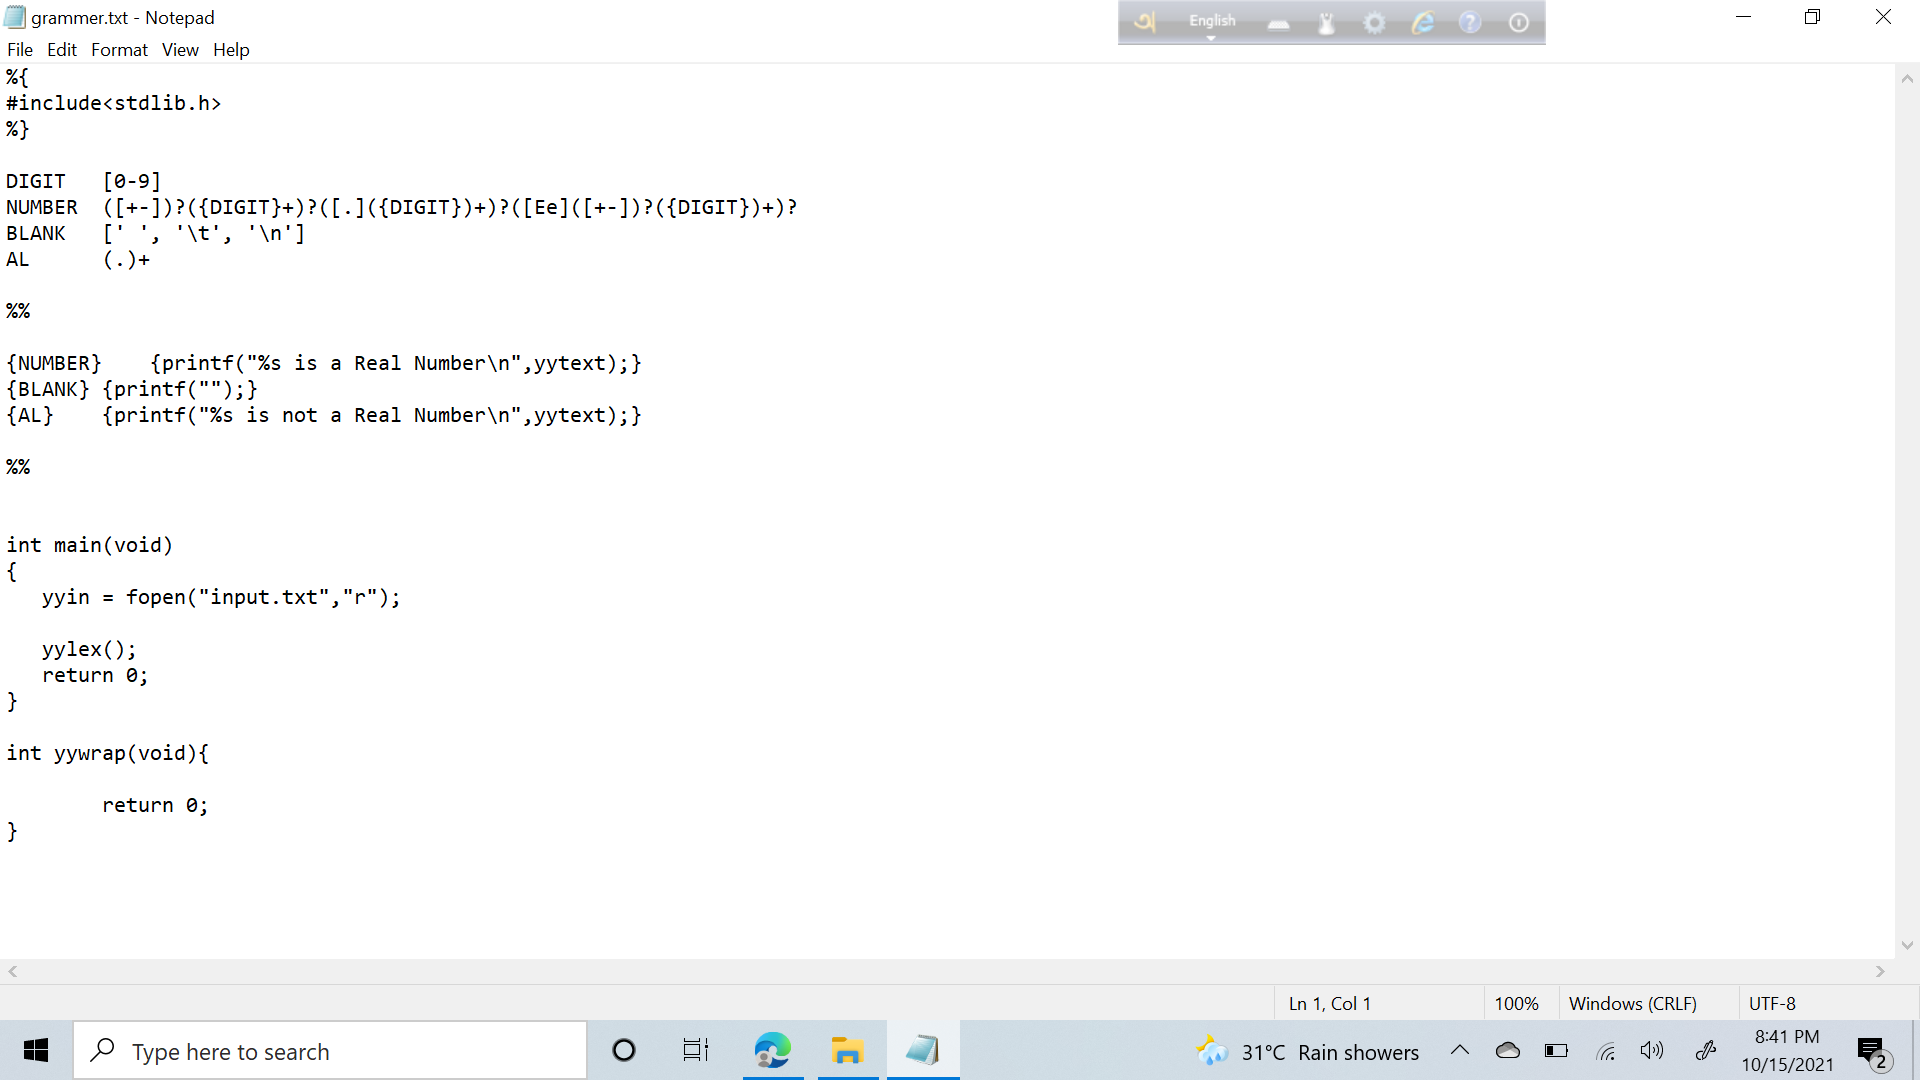 grammer.txt - Notepad
English
File Edit Format View Help
%{
#include<stdlib.h>
%}
DIGIT [0-9]
NUMBER ([+-])?({DIGIT}+)?([.]({DIGIT})+)?([Ee]([+-])?({DIGIT})+)?
BLANK [' ', '\t', '\n']
AL (.)+
%%
{NUMBER} {printf("%s is a Real Number\n",yytext);}
{BLANK} {printf("");}
{AL} {printf("%s is not a Real Number\n",yytext);}
%%
int main(void)
{
yyin = fopen("input.txt","r");
yylex();
return 0;
}
int yywrap(void){
return 0;
}
Ln 1, Col 1 100% Windows (CRLF) UTF-8
Type here to search
31°C Rain showers
8:41 PM
10/15/2021
2